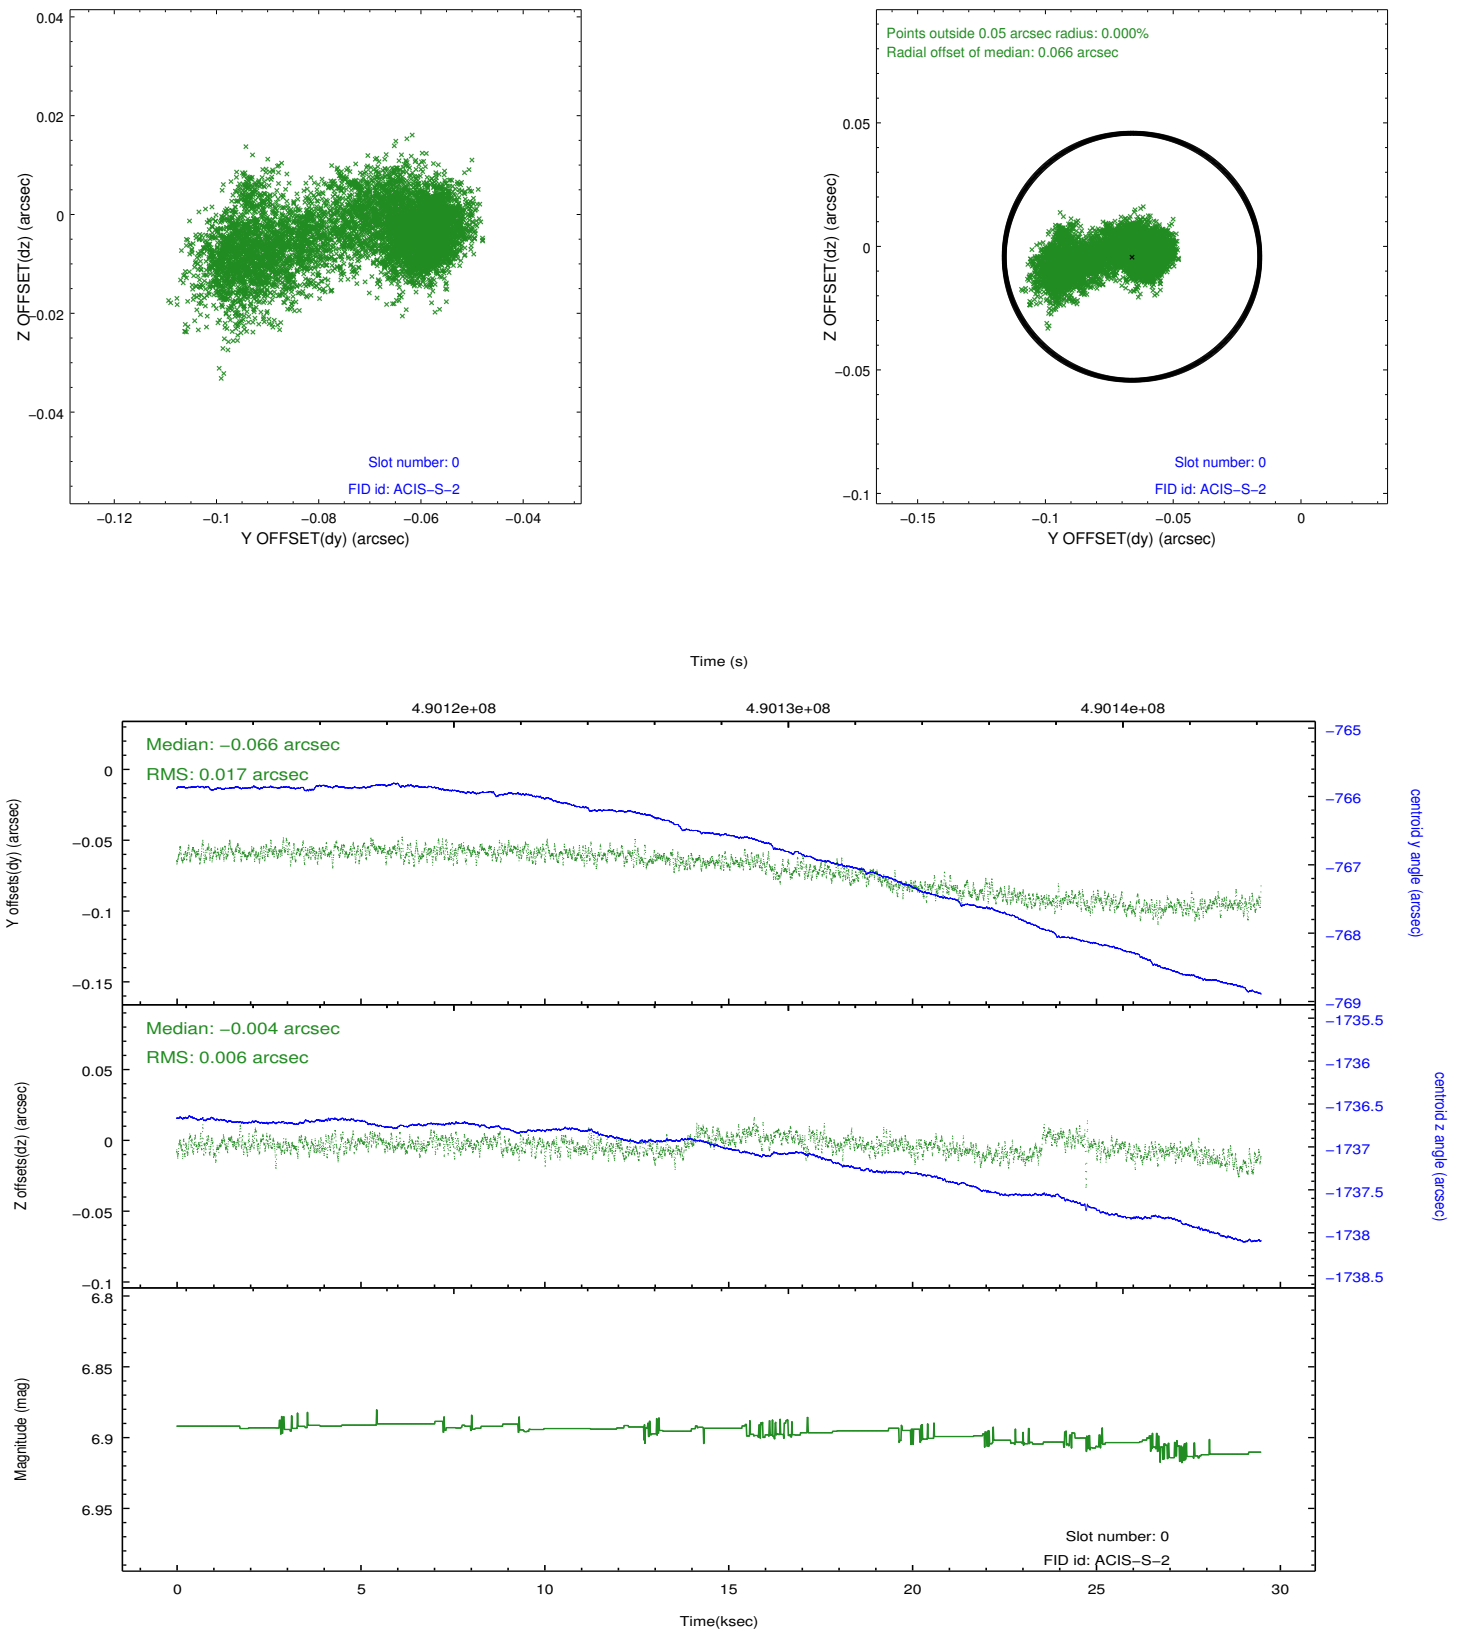 0.04
0.02
0
−0.02
−0.04
Z OFFSET(dz) (arcsec)
Slot number: 0
FID id: ACIS−S−2
−0.12
−0.1
−0.08
−0.06
−0.04
Y OFFSET(dy) (arcsec)
Points outside 0.05 arcsec radius: 0.000%
Radial offset of median: 0.066 arcsec
0.05
0
−0.05
−0.1
Z OFFSET(dz) (arcsec)
Slot number: 0
FID id: ACIS−S−2
−0.15
−0.1
−0.05
0
Y OFFSET(dy) (arcsec)
Time (s)
4.9012e+08
4.9013e+08
4.9014e+08
Median: −0.066 arcsec
RMS: 0.017 arcsec
0
−0.05
−0.1
−0.15
Y offsets(dy) (arcsec)
−765
−766
−767
−768
−769
centroid y angle (arcsec)
Median: −0.004 arcsec
RMS: 0.006 arcsec
0.05
0
−0.05
−0.1
Z offsets(dz) (arcsec)
−1735.5
−1736
−1736.5
−1737
−1737.5
−1738
−1738.5
centroid z angle (arcsec)
6.8
6.85
6.9
6.95
Magnitude (mag)
Slot number: 0
FID id: ACIS−S−2
0
5
10
15
20
25
30
Time(ksec)